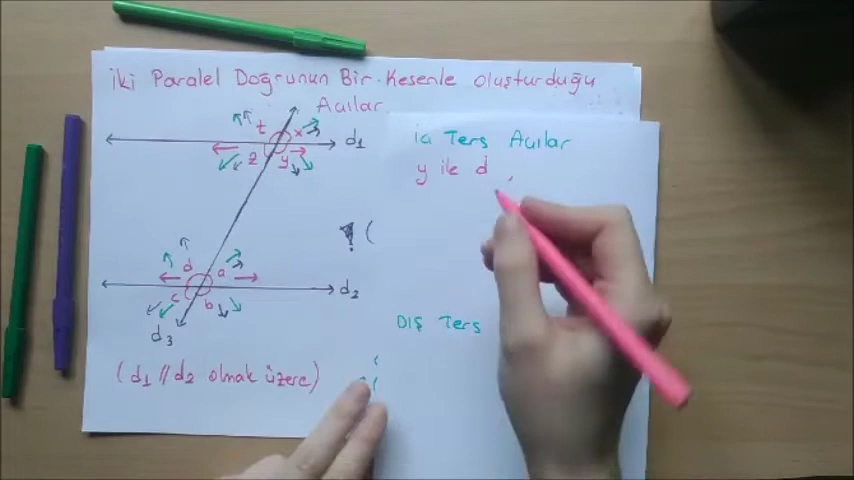 iki Paralel Doğrunun Bir Kesenle oluşturduğu
Açılar
t x
z y
d1
d a
c b
d2
d3
(d1 // d2 olmak üzere)
iç Ters Açılar
y ile d,
! (
Dış Ters